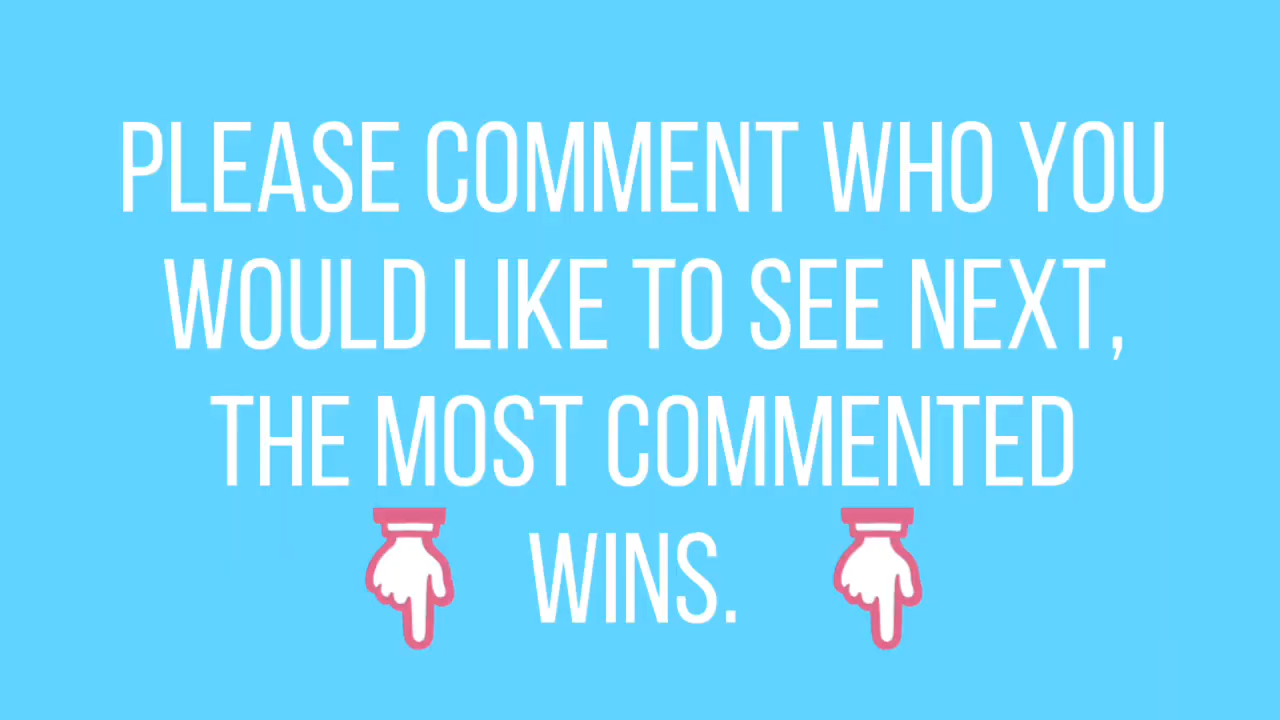 PLEASE COMMENT WHO YOU
WOULD LIKE TO SEE NEXT,
THE MOST COMMENTED
WINS.